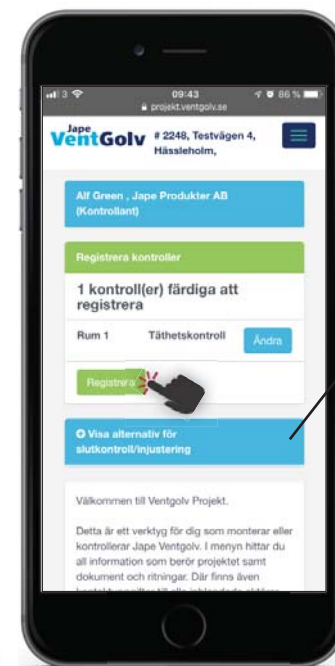 3 09:43 86 %
projekt.ventgolv.se
Jape
VentGolv
# 2248, Testvägen 4,
Hässleholm,
Alf Green , Jape Produkter AB
(Kontrollant)
Registrera kontroller
1 kontroll(er) färdiga att
registrera
Rum 1 Täthetskontroll Ändra
Registrera
Visa alternativ för
slutkontroll/injustering
Välkommen till Ventgolv Projekt.
Detta är ett verktyg för dig som monterar eller
kontrollerar Jape Ventgolv. I menyn hittar du
all information som berör projektet samt
dokument och ritningar. Där finns även